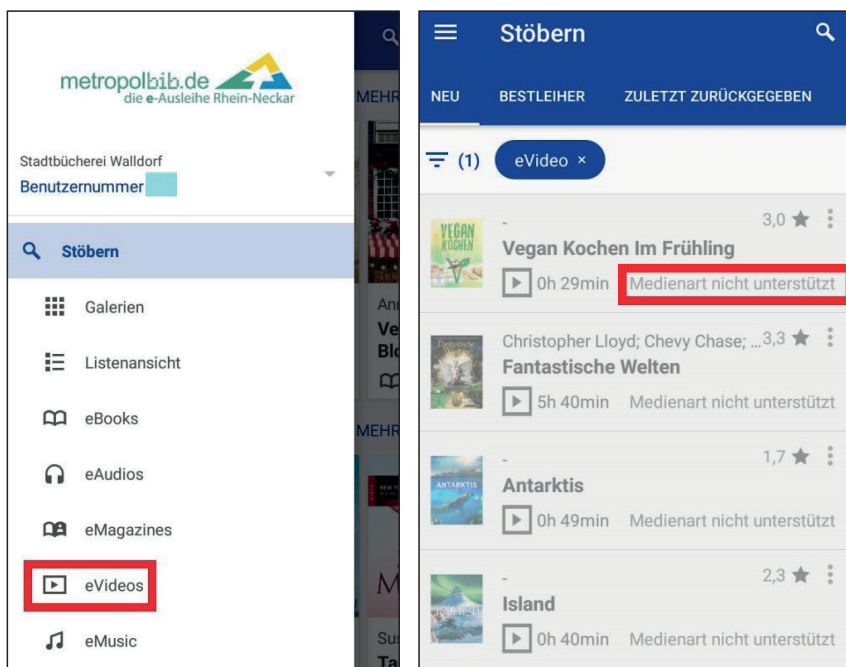 metropolbib.de
die e-Ausleihe Rhein-Neckar
Stadtbücherei Walldorf
Benutzernummer
Stöbern
Galerien
Listenansicht
eBooks
eAudios
eMagazines
eVideos
eMusic
MEHR
MEHR
Stöbern
NEU BESTLEIHER ZULETZT ZURÜCKGEGEBEN
(1) eVideo ×
VEGAN KOCHEN
- 3,0 ★
Vegan Kochen Im Frühling
0h 29min Medienart nicht unterstützt
Christopher Lloyd; Chevy Chase; ...3,3 ★
Fantastische Welten
5h 40min Medienart nicht unterstützt
ANTARKTIS
- 1,7 ★
Antarktis
0h 49min Medienart nicht unterstützt
- 2,3 ★
Island
0h 40min Medienart nicht unterstützt